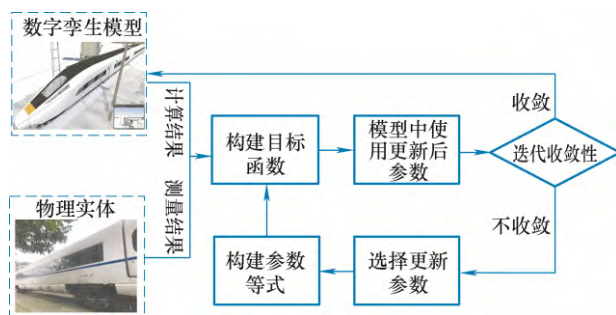 数字孪生模型
计算结果
测量结果
物理实体
构建目标
函数
模型中使
用更新后
参数
迭代收敛性
收敛
不收敛
选择更新
参数
构建参数
等式